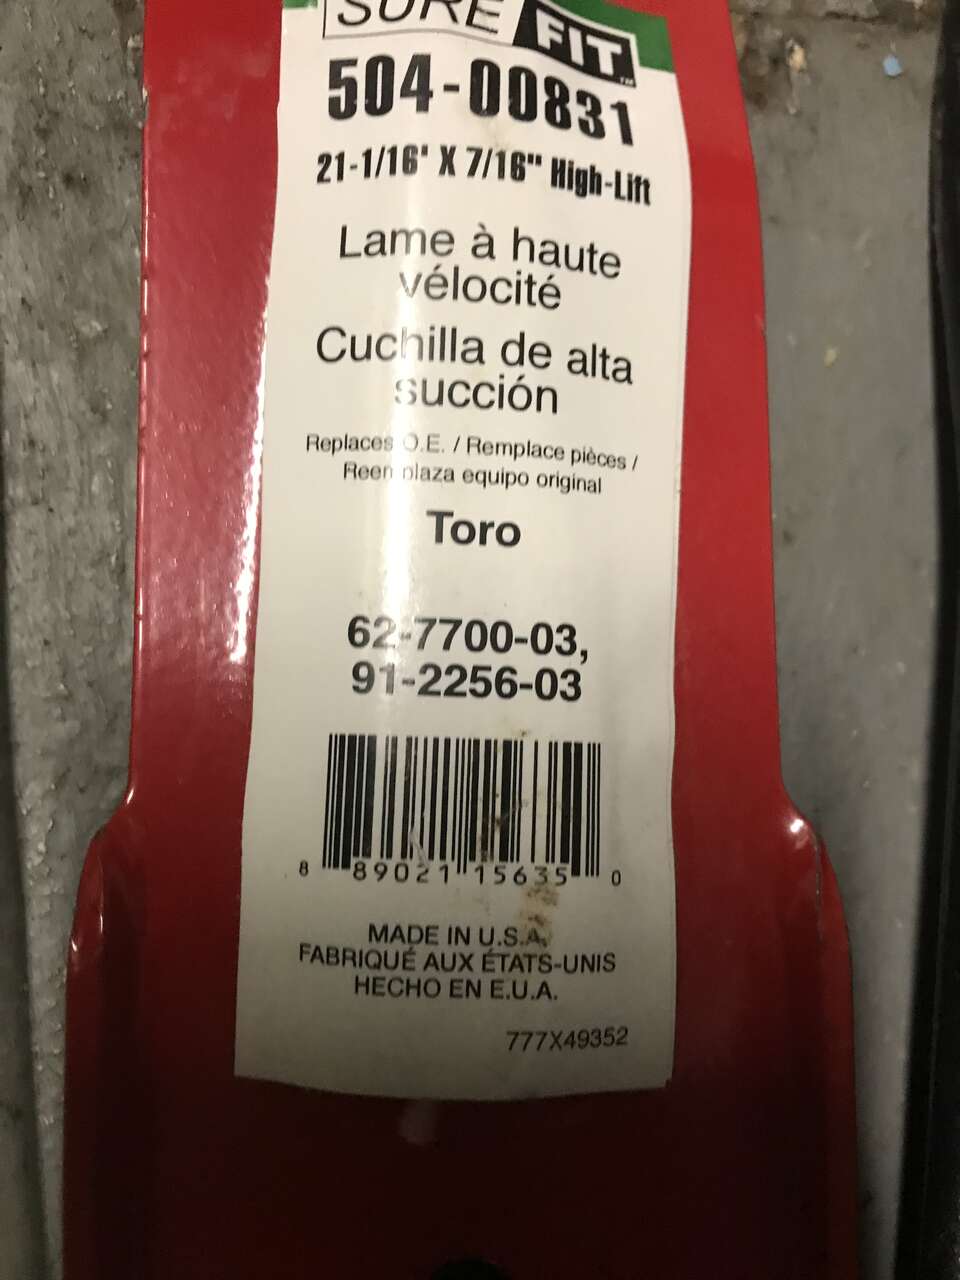 SURE FIT™
504-00831
21-1/16" X 7/16" High-Lift
Lame à haute
vélocité
Cuchilla de alta
succión
Replaces O.E. / Remplace pièces /
Reemplaza equipo original
Toro
62-7700-03,
91-2256-03
8 89021 15635 0
MADE IN U.S.A.
FABRIQUÉ AUX ÉTATS-UNIS
HECHO EN E.U.A.
777X49352